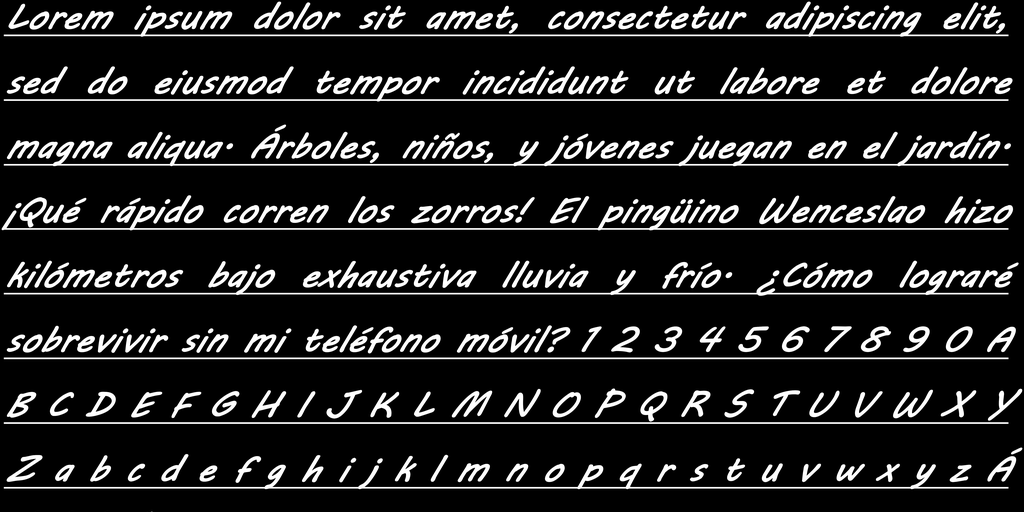 Lorem ipsum dolor sit amet, consectetur adipiscing elit,
sed do eiusmod tempor incididunt ut labore et dolore
magna aliqua. Árboles, niños, y jóvenes juegan en el jardín.
¡Qué rápido corren los zorros! El pingüino Wenceslao hizo
kilómetros bajo exhaustiva lluvia y frío. ¿Cómo lograré
sobrevivir sin mi teléfono móvil? 1 2 3 4 5 6 7 8 9 0 A
B C D E F G H I J K L M N O P Q R S T U V W X Y
Z a b c d e f g h i j k l m n o p q r s t u v w x y z Á